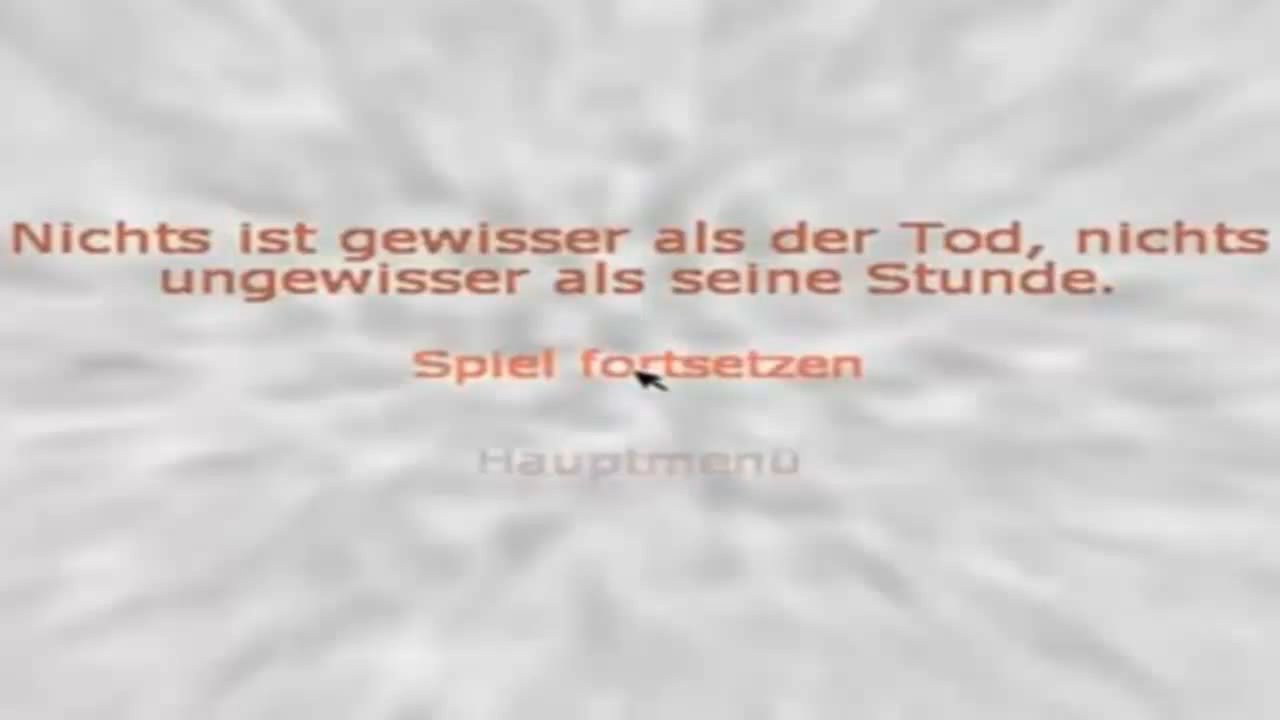 Nichts ist gewisser als der Tod, nichts
ungewisser als seine Stunde.
Spiel fortsetzen
Hauptmenü